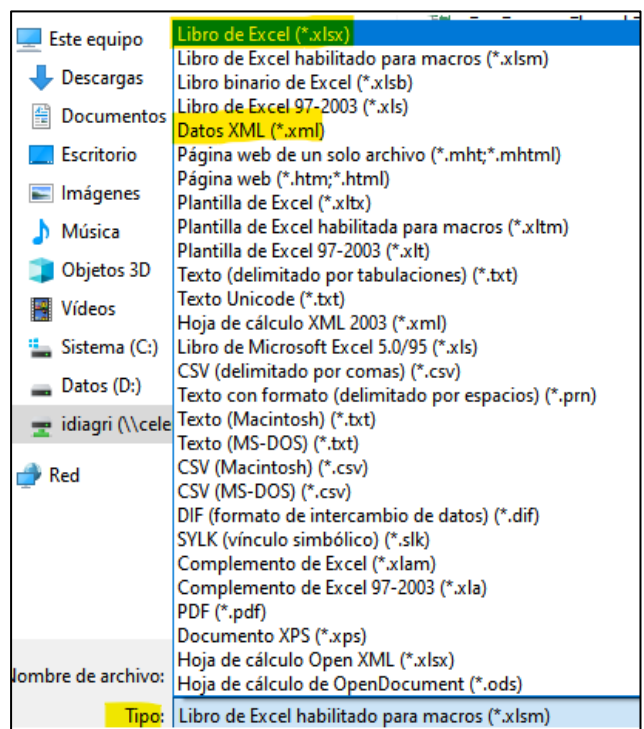 Este equipo
Descargas
Documentos
Escritorio
Imágenes
Música
Objetos 3D
Vídeos
Sistema (C:)
Datos (D:)
idiagri (\\cele
Red
Libro de Excel (*.xlsx)
Libro de Excel habilitado para macros (*.xlsm)
Libro binario de Excel (*.xlsb)
Libro de Excel 97-2003 (*.xls)
Datos XML (*.xml)
Página web de un solo archivo (*.mht;*.mhtml)
Página web (*.htm;*.html)
Plantilla de Excel (*.xltx)
Plantilla de Excel habilitada para macros (*.xltm)
Plantilla de Excel 97-2003 (*.xlt)
Texto (delimitado por tabulaciones) (*.txt)
Texto Unicode (*.txt)
Hoja de cálculo XML 2003 (*.xml)
Libro de Microsoft Excel 5.0/95 (*.xls)
CSV (delimitado por comas) (*.csv)
Texto con formato (delimitado por espacios) (*.prn)
Texto (Macintosh) (*.txt)
Texto (MS-DOS) (*.txt)
CSV (Macintosh) (*.csv)
CSV (MS-DOS) (*.csv)
DIF (formato de intercambio de datos) (*.dif)
SYLK (vínculo simbólico) (*.slk)
Complemento de Excel (*.xlam)
Complemento de Excel 97-2003 (*.xla)
PDF (*.pdf)
Documento XPS (*.xps)
Hoja de cálculo Open XML (*.xlsx)
Hoja de cálculo de OpenDocument (*.ods)
Nombre de archivo:
Tipo: Libro de Excel habilitado para macros (*.xlsm)